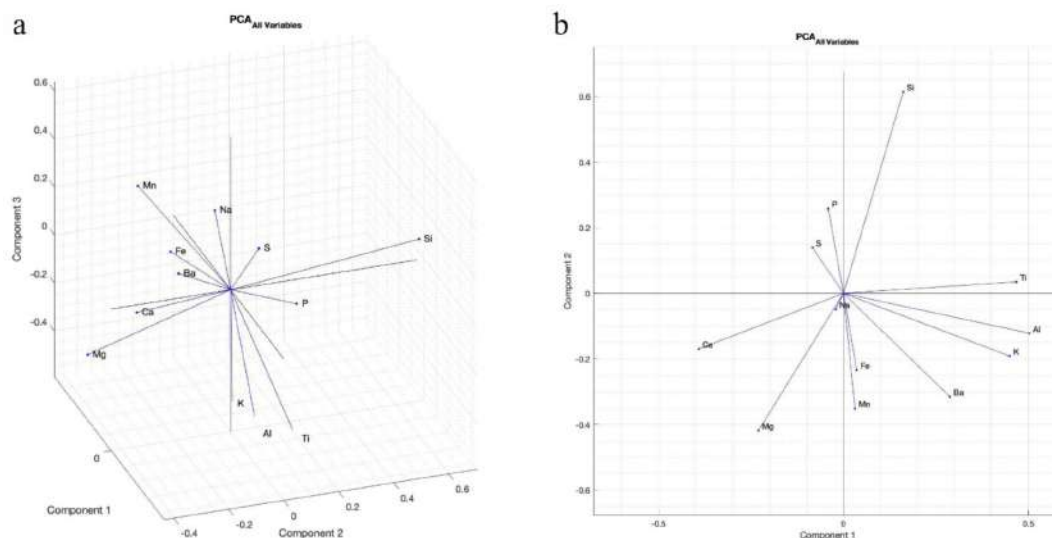 a
PCA All Variables
0.6
0.4
0.2
0
-0.2
-0.4
Component 3
Mn
Na
S
Fe
Ba
Si
P
Ca
Mg
K
Al
Ti
0
Component 1
-0.4
-0.2
0
0.2
0.4
0.6
Component 2
b
PCA All Variables
0.6
0.4
0.2
0
-0.2
-0.4
-0.6
Component 2
Si
P
S
Ti
Na
Al
Ca
K
Fe
Ba
Mn
Mg
-0.5
0
0.5
Component 1